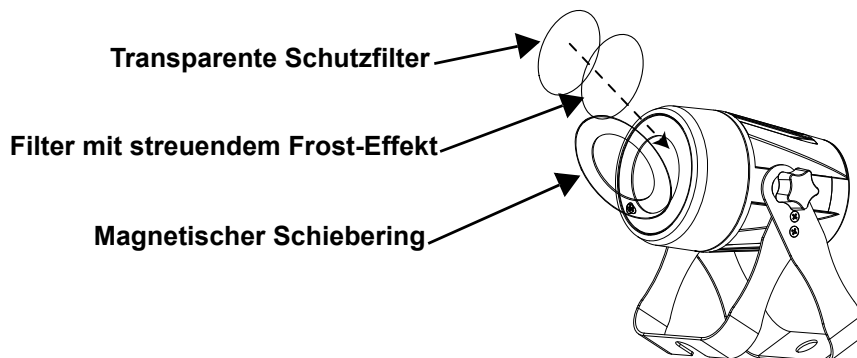 Transparente Schutzfilter
Filter mit streuendem Frost-Effekt
Magnetischer Schiebering